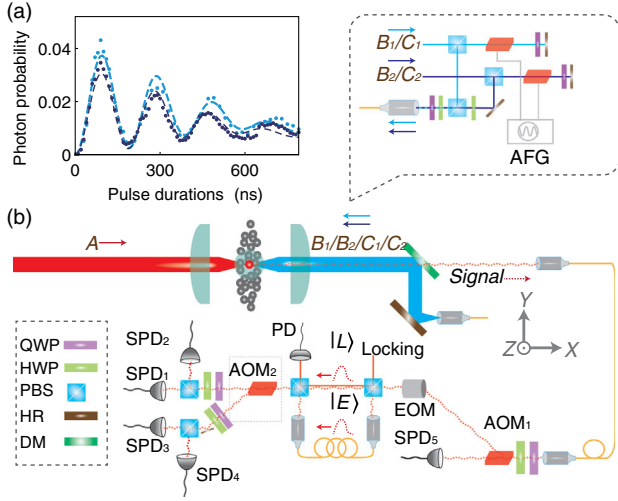 (a)
Photon probability
0.04
0.02
0
0
300
600
Pulse durations (ns)
B1/C1
B2/C2
AFG
(b)
A
B1/B2/C1/C2
Signal
Y
Z
X
QWP
HWP
PBS
HR
DM
SPD2
SPD1
SPD3
SPD4
AOM2
PD
|L⟩
Locking
|E⟩
EOM
SPD5
AOM1